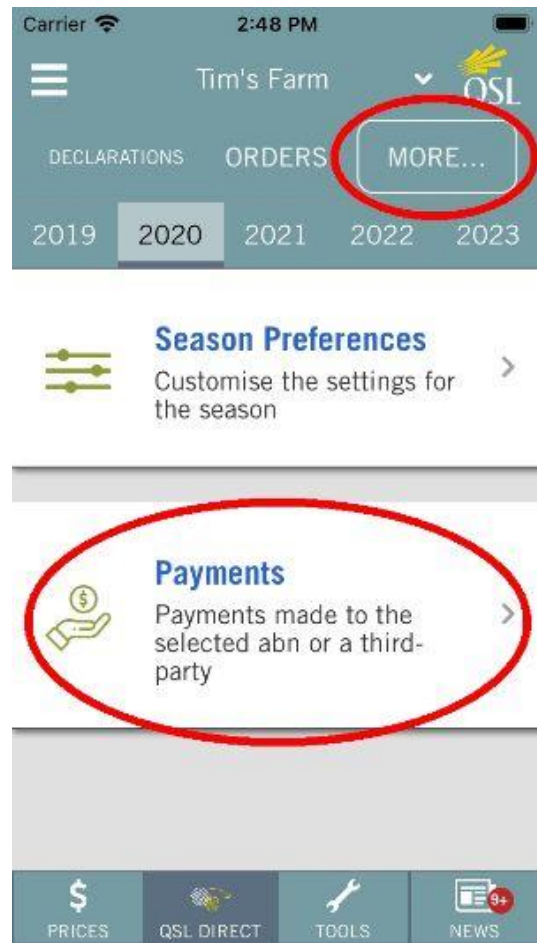 Carrier 2:48 PM
Tim's Farm QSL
DECLARATIONS ORDERS MORE...
2019 2020 2021 2022 2023
Season Preferences
Customise the settings for
the season
Payments
$
Payments made to the
selected abn or a third-
party
$ 9+
PRICES QSL DIRECT TOOLS NEWS